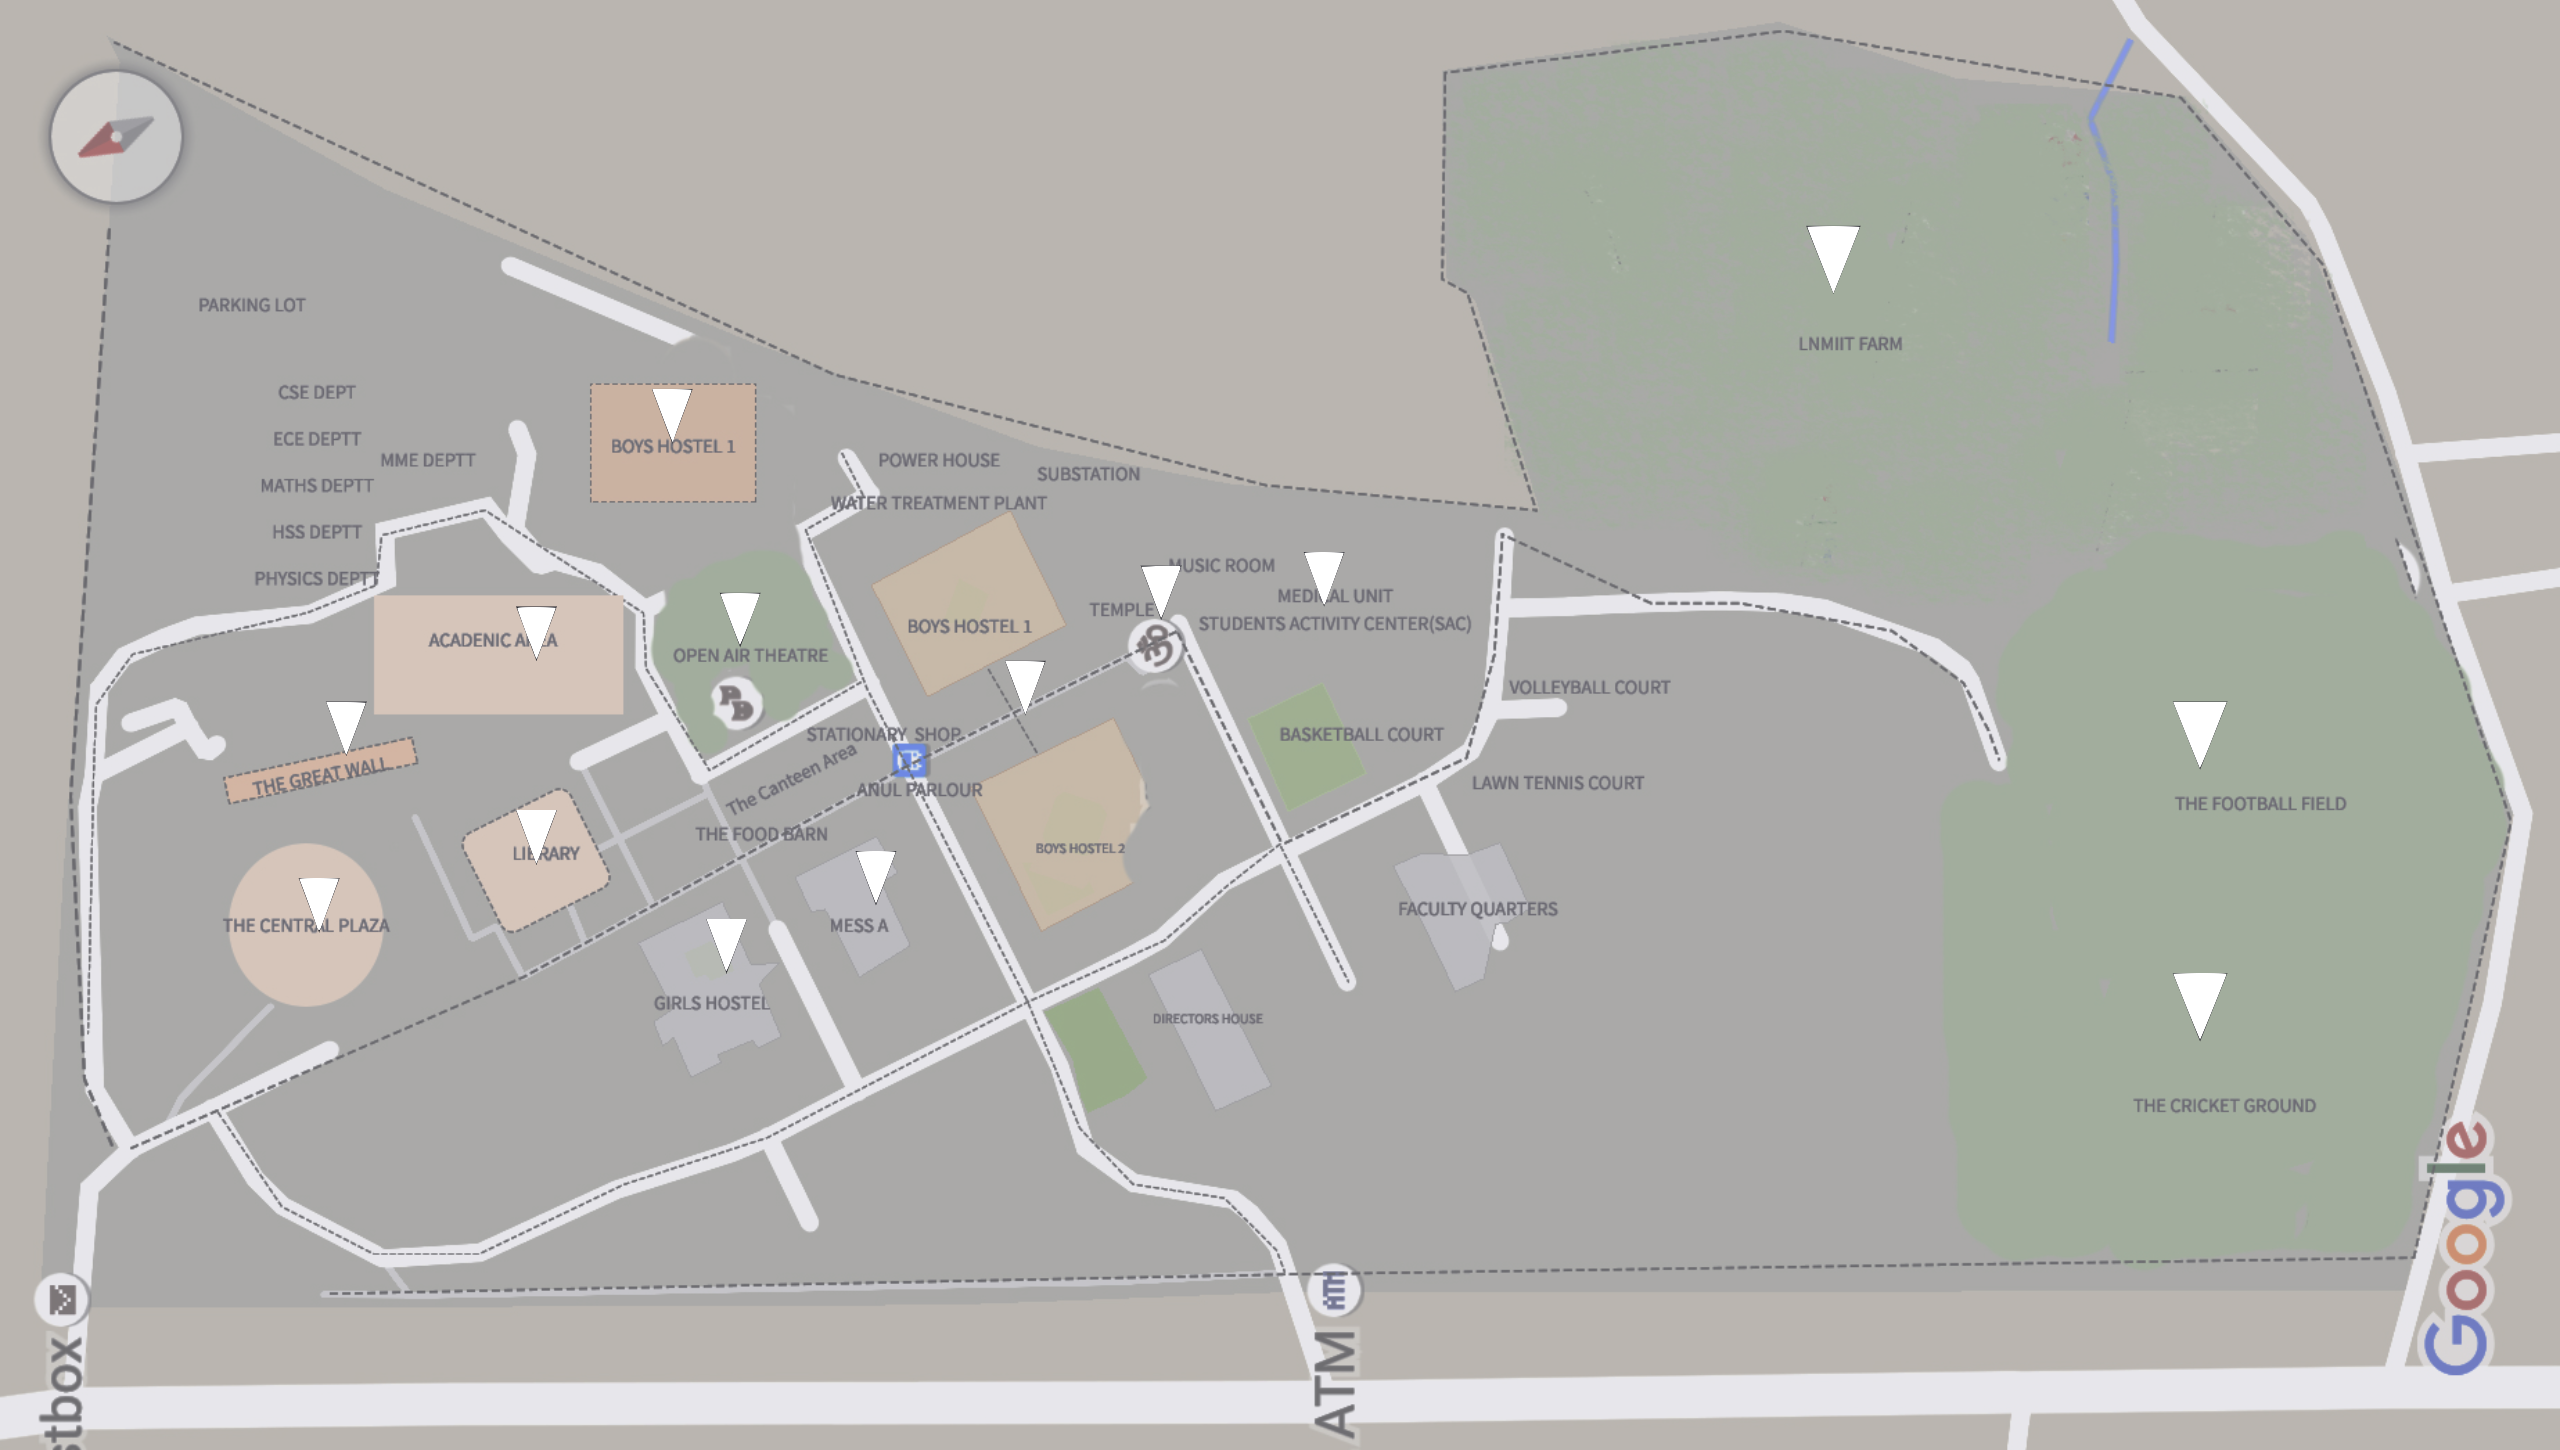 PARKING LOT
LNMIIT FARM
CSE DEPT
ECE DEPTT
MME DEPTT
BOYS HOSTEL 1
POWER HOUSE
SUBSTATION
MATHS DEPTT
WATER TREATMENT PLANT
HSS DEPTT
PHYSICS DEPTT
MUSIC ROOM
MEDICAL UNIT
TEMPLE
STUDENTS ACTIVITY CENTER(SAC)
ACADENIC AREA
BOYS HOSTEL 1
OPEN AIR THEATRE
VOLLEYBALL COURT
STATIONARY SHOP
BASKETBALL COURT
The Canteen Area
THE GREAT WALL
ANUL PARLOUR
LAWN TENNIS COURT
THE FOOTBALL FIELD
THE FOOD BARN
LIBRARY
BOYS HOSTEL 2
THE CENTRAL PLAZA
MESS A
FACULTY QUARTERS
GIRLS HOSTEL
DIRECTORS HOUSE
THE CRICKET GROUND
ॐ
Google
stbox
ATM